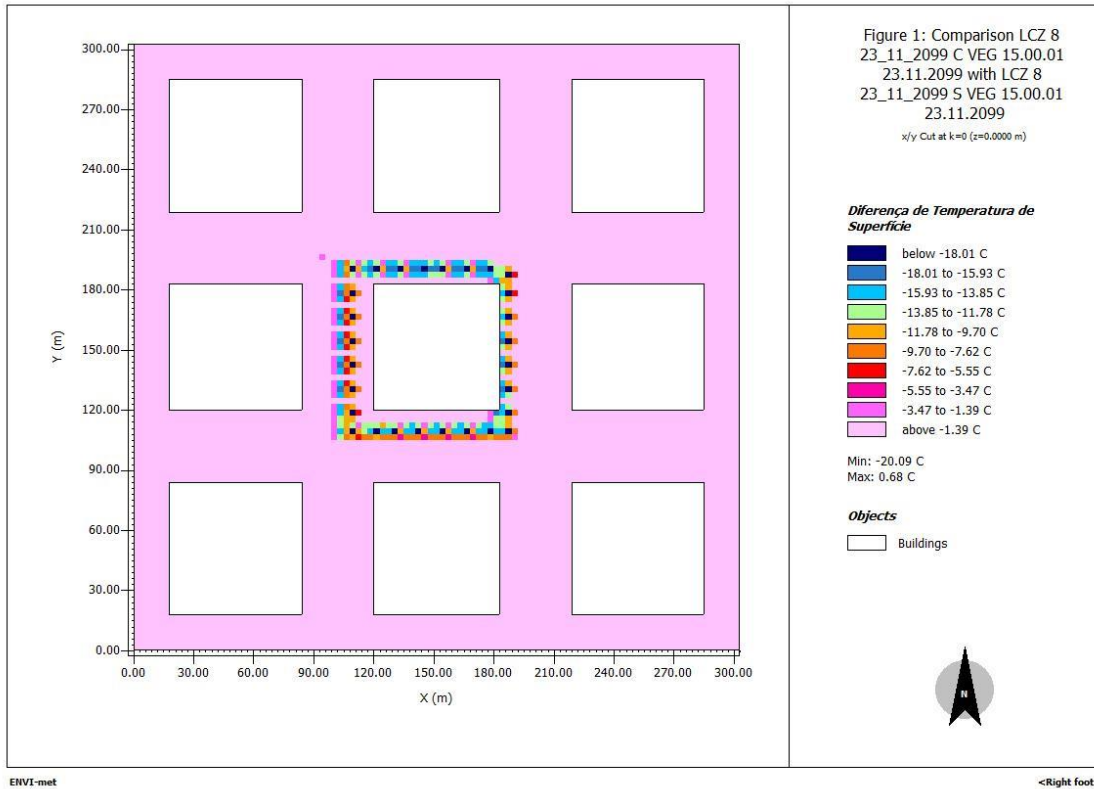 Figure 1: Comparison LCZ 8
23_11_2099 C VEG 15.00.01
23.11.2099 with LCZ 8
23_11_2099 S VEG 15.00.01
23.11.2099
x/y Cut at k=0 (z=0.0000 m)
300.00
270.00
240.00
210.00
180.00
150.00
120.00
90.00
60.00
30.00
0.00
Y (m)
0.00 30.00 60.00 90.00 120.00 150.00 180.00 210.00 240.00 270.00 300.00
X (m)
Diferença de Temperatura de
Superfície
below -18.01 C
-18.01 to -15.93 C
-15.93 to -13.85 C
-13.85 to -11.78 C
-11.78 to -9.70 C
-9.70 to -7.62 C
-7.62 to -5.55 C
-5.55 to -3.47 C
-3.47 to -1.39 C
above -1.39 C
Min: -20.09 C
Max: 0.68 C
Objects
Buildings
N
ENVI-met
<Right foot